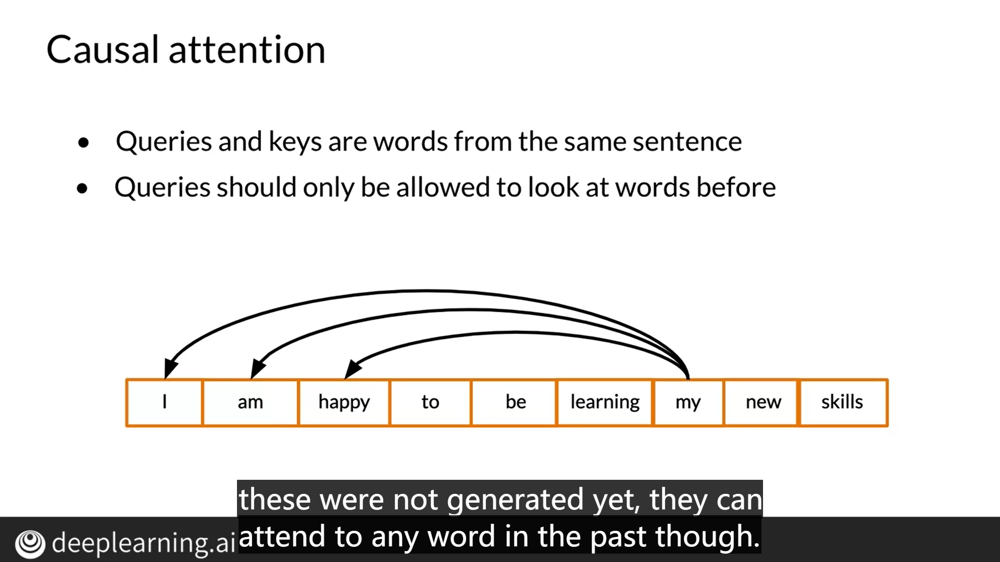 Causal attention
• Queries and keys are words from the same sentence
• Queries should only be allowed to look at words before
I am happy to be learning my new skills
these were not generated yet, they can
attend to any word in the past though.
deeplearning.ai